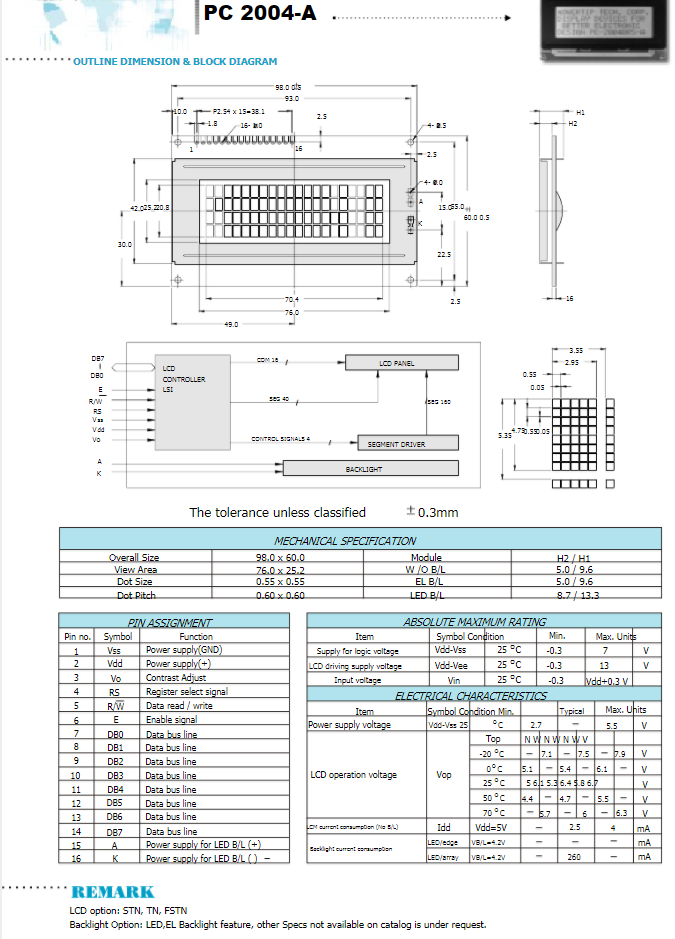 PC 2004-A
OUTLINE DIMENSION & BLOCK DIAGRAM
98.0
93.0
10.0
P2.54 x 15=38.1
2.5
1.8
1
16
2.5
A
K
42.0
25.2
20.8
15.0
55.0
60.0 0.5
30.0
22.5
2.5
70.4
76.0
49.0
H1
H2
16
DB7
DB0
E
R/W
RS
Vss
Vdd
Vo
A
K
LCD
CONTROLLER
LSI
COM 16
SEG 40
CONTROL SIGNALS 4
LCD PANEL
SEG 160
SEGMENT DRIVER
BACKLIGHT
3.55
2.95
0.55
0.05
5.35
4.75
0.55
0.05
The tolerance unless classified ±0.3mm
MECHANICAL SPECIFICATION
Overall Size 98.0 x 60.0 Module H2 / H1
View Area 76.0 x 25.2 W /O B/L 5.0 / 9.6
Dot Size 0.55 x 0.55 EL B/L 5.0 / 9.6
Dot Pitch 0.60 x 0.60 LED B/L 8.7 / 13.3
PIN ASSIGNMENT
Pin no. Symbol Function
1 Vss Power supply(GND)
2 Vdd Power supply(+)
3 Vo Contrast Adjust
4 RS Register select signal
5 R/W Data read / write
6 E Enable signal
7 DB0 Data bus line
8 DB1 Data bus line
9 DB2 Data bus line
10 DB3 Data bus line
11 DB4 Data bus line
12 DB5 Data bus line
13 DB6 Data bus line
14 DB7 Data bus line
15 A Power supply for LED B/L (+)
16 K Power supply for LED B/L ( ) −
ABSOLUTE MAXIMUM RATING
Item Symbol Condition Min. Max. Units
Supply for logic voltage Vdd-Vss 25 °C -0.3 7 V
LCD driving supply voltage Vdd-Vee 25 °C -0.3 13 V
Input voltage Vin 25 °C -0.3 Vdd+0.3 V
ELECTRICAL CHARACTERISTICS
Item Symbol Condition Min. Typical Max. Units
Power supply voltage Vdd-Vss 25 °C 2.7 − 5.5 V
Top N W N W N W V
-20 °C − 7.1 − 7.5 − 7.9 V
0°C 5.1 − 5.4 − 6.1 − V
LCD operation voltage Vop 25 °C 5 6.1 5.3 6.4 5.8 6.7 V
50 °C 4.4 − 4.7 − 5.5 − V
70 °C − 5.7 − 6 − 6.3 V
LCM current consumption (No B/L) Idd Vdd=5V − 2.5 4 mA
Backlight current consumption LED/edge VB/L=4.2V − − − mA
LED/array VB/L=4.2V − 260 − mA
REMARK
LCD option: STN, TN, FSTN
Backlight Option: LED,EL Backlight feature, other Specs not available on catalog is under request.